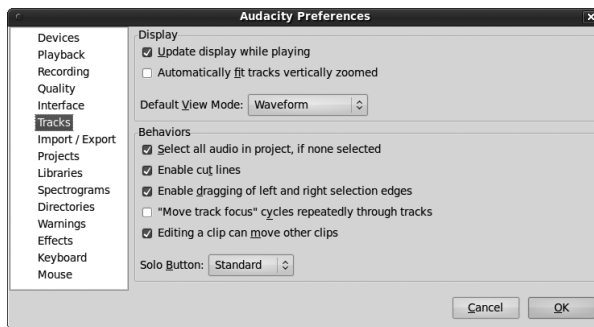 Audacity Preferences
Devices
Playback
Recording
Quality
Interface
Tracks
Import / Export
Projects
Libraries
Spectrograms
Directories
Warnings
Effects
Keyboard
Mouse
Display
Update display while playing
Automatically fit tracks vertically zoomed
Default View Mode: Waveform
Behaviors
Select all audio in project, if none selected
Enable cut lines
Enable dragging of left and right selection edges
"Move track focus" cycles repeatedly through tracks
Editing a clip can move other clips
Solo Button: Standard
Cancel
OK